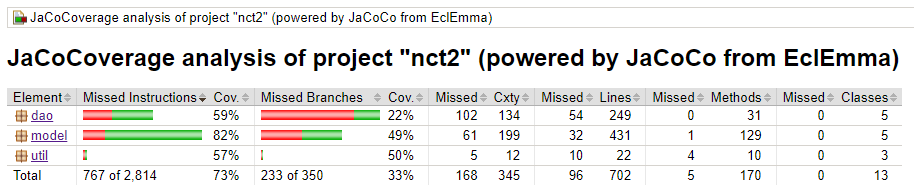 JaCoCoverage analysis of project "nct2" (powered by JaCoCo from EclEmma)
JaCoCoverage analysis of project "nct2" (powered by JaCoCo from EclEmma)
Element Missed Instructions Cov. Missed Branches Cov. Missed Cxty Missed Lines Missed Methods Missed Classes
dao 59% 22% 102 134 54 249 0 31 0 5
model 82% 49% 61 199 32 431 1 129 0 5
util 57% 50% 5 12 10 22 4 10 0 3
Total 767 of 2,814 73% 233 of 350 33% 168 345 96 702 5 170 0 13